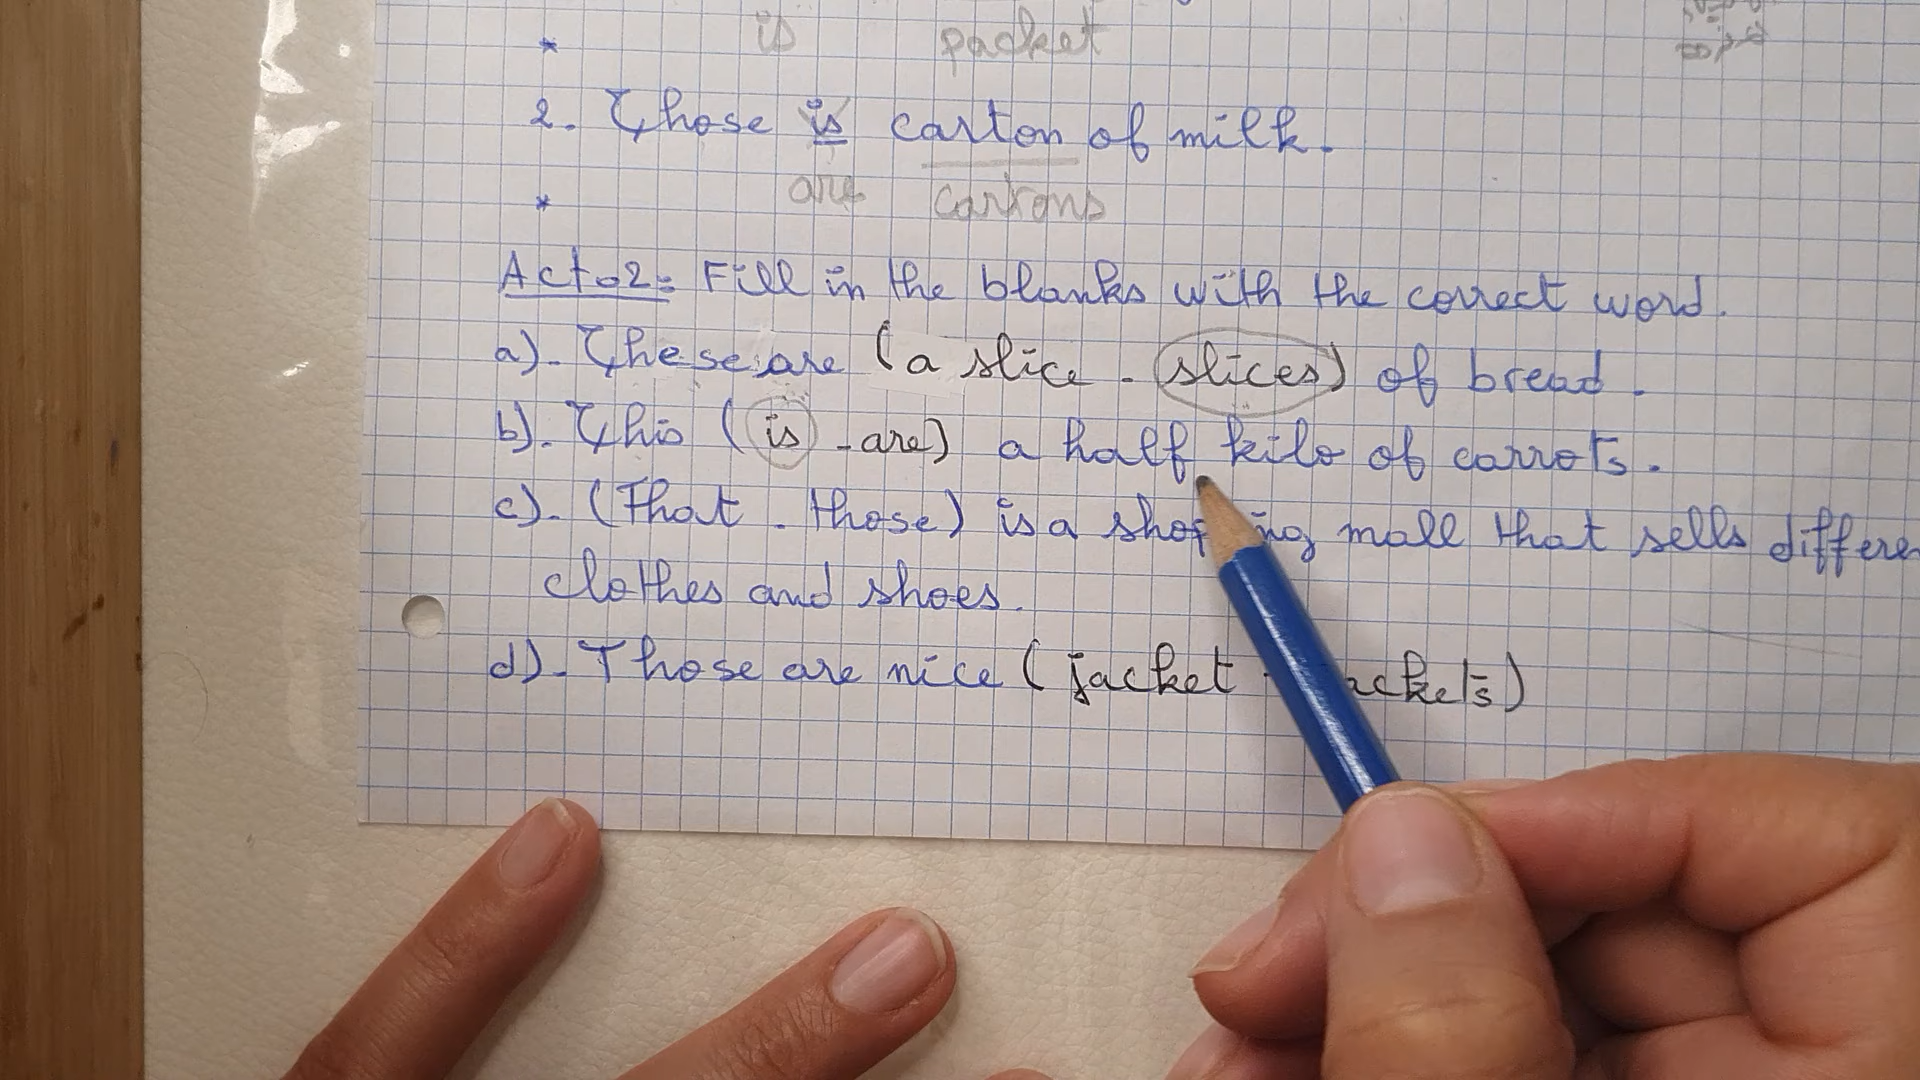 is packet
*
2. Those is carton of milk.
are cartons
*
Act.2: Fill in the blanks with the correct word.
a). These are (a slice - slices) of bread.
b). This (is - are) a half kilo of carrots.
c). (That - those) is a shopping mall that sells differe
clothes and shoes.
d). Those are nice (jacket - jackets)